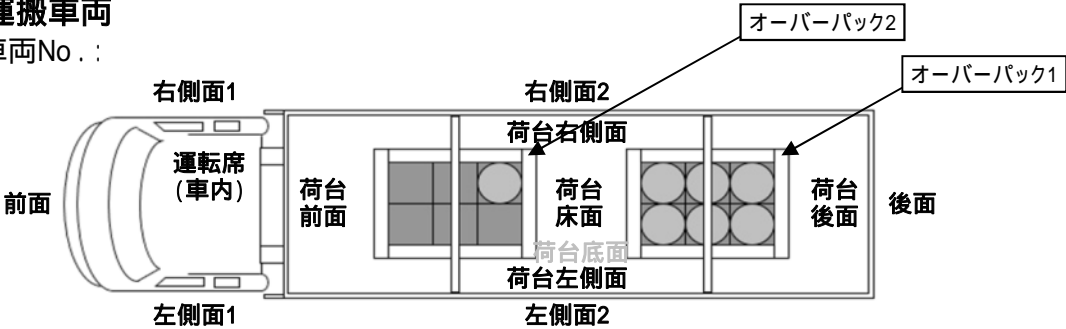 運搬車両
車両No.:
オーバーパック2
オーバーパック1
右側面1
右側面2
荷台右側面
運転席
(車内)
前面
荷台
前面
荷台
床面
荷台
後面
後面
荷台底面
荷台左側面
左側面1
左側面2